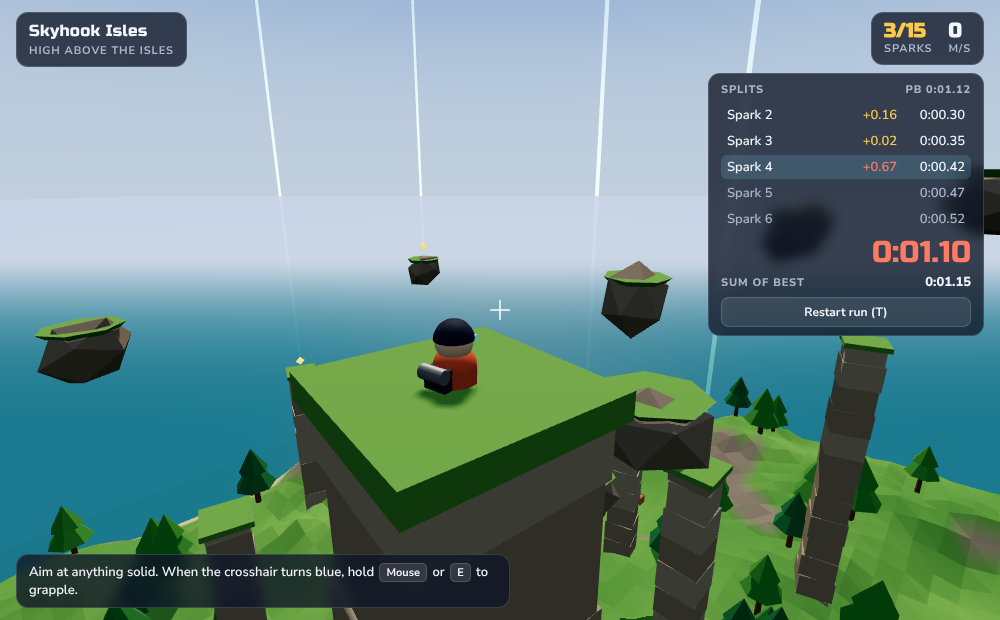 Skyhook Isles
HIGH ABOVE THE ISLES
3/15 0
SPARKS M/S
SPLITS PB 0:01.12
Spark 2 +0.16 0:00.30
Spark 3 +0.02 0:00.35
Spark 4 +0.67 0:00.42
Spark 5 0:00.47
Spark 6 0:00.52
0:01.10
SUM OF BEST 0:01.15
Restart run (T)
Aim at anything solid. When the crosshair turns blue, hold Mouse or E to
grapple.